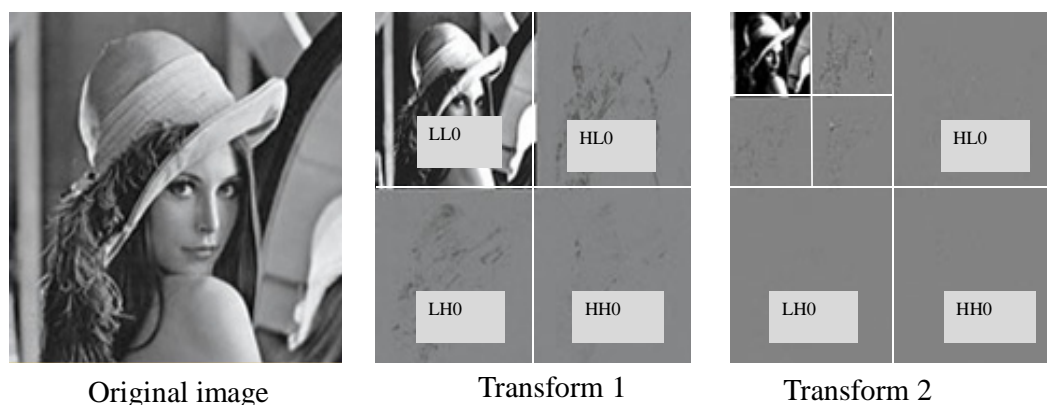 LL0
HL0
HL0
LH0
HH0
LH0
HH0
Original image
Transform 1
Transform 2